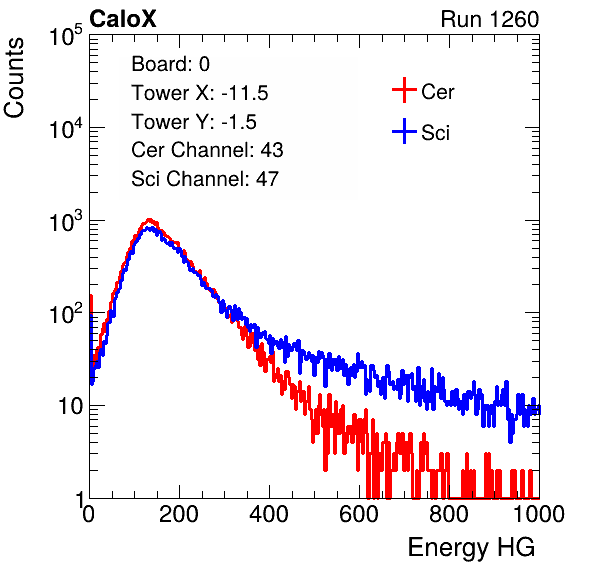 CaloX Run 1260
Counts
10^5
10^4
10^3
10^2
10
1
Board: 0
Tower X: -11.5
Tower Y: -1.5
Cer Channel: 43
Sci Channel: 47
Cer
Sci
0 200 400 600 800 1000
Energy HG